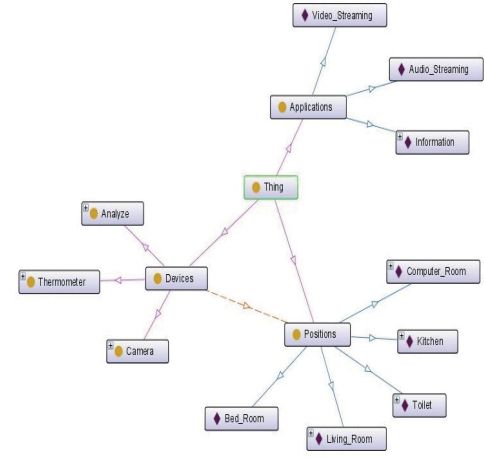 Video_Streaming
Audio_Streaming
Applications
Information
Thing
Analyze
Devices
Thermometer
Computer_Room
Positions
Kitchen
Camera
Toilet
Bed_Room
Living_Room